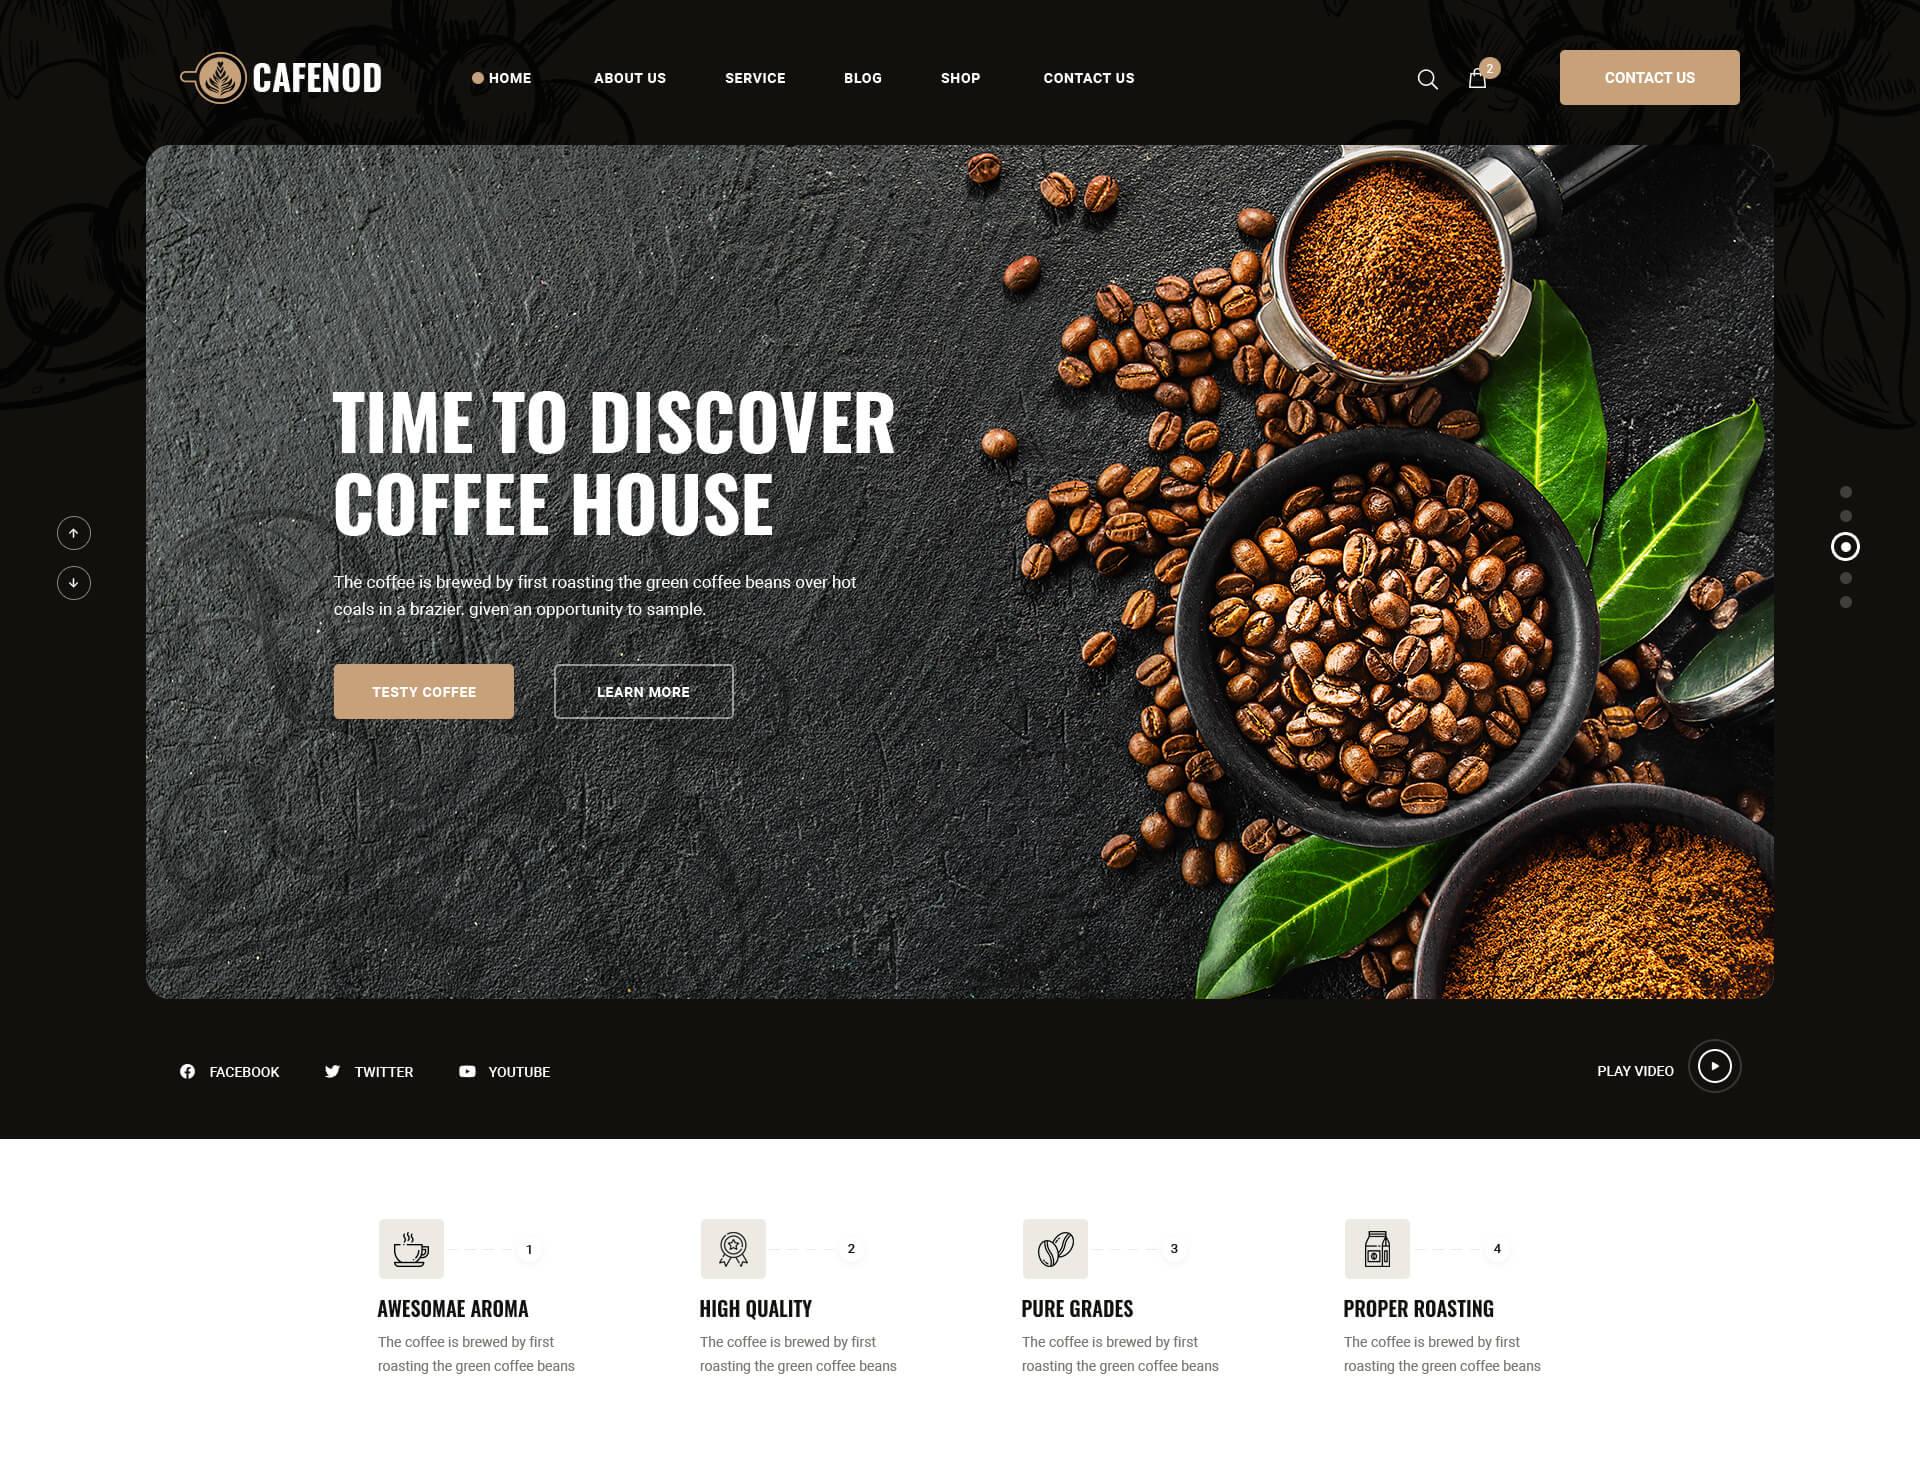 CAFENOD
HOME
ABOUT US
SERVICE
BLOG
SHOP
CONTACT US
2
CONTACT US
TIME TO DISCOVER
COFFEE HOUSE
The coffee is brewed by first roasting the green coffee beans over hot
coals in a brazier. given an opportunity to sample.
TESTY COFFEE
LEARN MORE
FACEBOOK
TWITTER
YOUTUBE
PLAY VIDEO
1
AWESOMAE AROMA
The coffee is brewed by first
roasting the green coffee beans
2
HIGH QUALITY
The coffee is brewed by first
roasting the green coffee beans
3
PURE GRADES
The coffee is brewed by first
roasting the green coffee beans
4
PROPER ROASTING
The coffee is brewed by first
roasting the green coffee beans